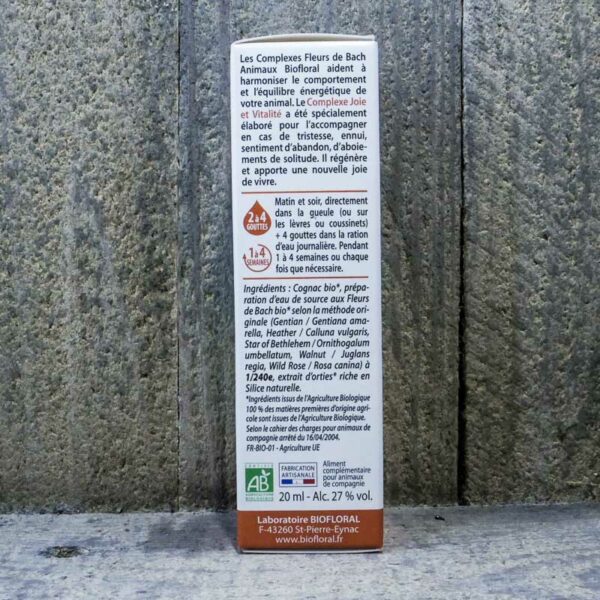 Les Complexes Fleurs de Bach
Animaux Biofloral aident à
harmoniser le comportement
et l'équilibre énergétique de
votre animal. Le Complexe Joie
et Vitalité a été spécialement
élaboré pour l'accompagner
en cas de tristesse, ennui,
sentiment d'abandon, d'aboie-
ments de solitude. Il régénère
et apporte une nouvelle joie
de vivre.
2 à 4
GOUTTES
1 à 4
SEMAINES
Matin et soir, directement
dans la gueule (ou sur
les lèvres ou coussinets)
+ 4 gouttes dans la ration
d'eau journalière. Pendant
1 à 4 semaines ou chaque
fois que nécessaire.
Ingrédients : Cognac bio*, prépa-
ration d'eau de source aux Fleurs
de Bach bio* selon la méthode ori-
ginale (Gentian / Gentiana ama-
rella, Heather / Calluna vulgaris,
Star of Bethlehem / Ornithogalum
umbellatum, Walnut / Juglans
regia, Wild Rose / Rosa canina) à
1/240e, extrait d'orties* riche en
Silice naturelle.
*Ingrédients issus de l'Agriculture Biologique
100 % des matières premières d'origine agri-
cole sont issues de l'Agriculture Biologique.
Selon le cahier des charges pour animaux de
compagnie arrêté du 16/04/2004.
FR-BIO-01 - Agriculture UE
CERTIFIÉ
AB
AGRICULTURE
BIOLOGIQUE
FABRICATION
ARTISANALE
Aliment
complémentaire
pour animaux
de compagnie
20 ml - Alc. 27 % vol.
Laboratoire BIOFLORAL
F-43260 St-Pierre-Eynac
www.biofloral.fr